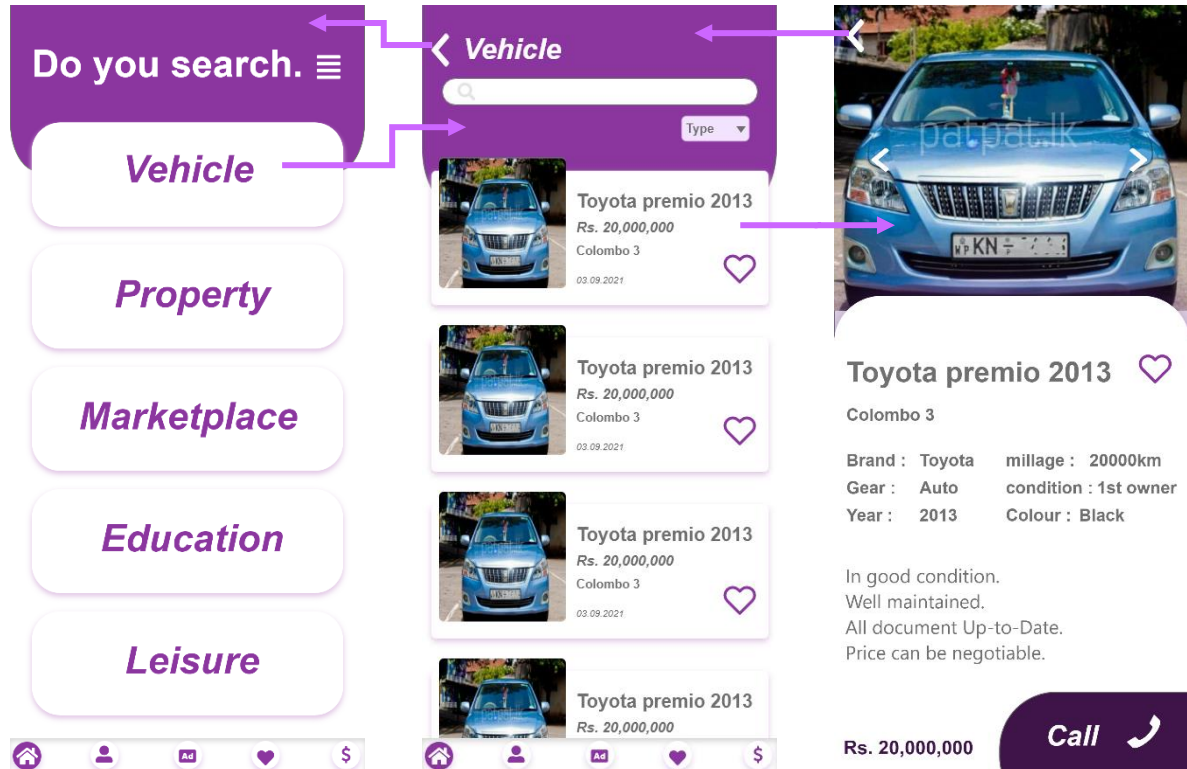 Do you search.
Vehicle
Property
Marketplace
Education
Leisure
Ad
$
Vehicle
Type
Toyota premio 2013
Rs. 20,000,000
Colombo 3
03.09.2021
Toyota premio 2013
Rs. 20,000,000
Colombo 3
03.09.2021
Toyota premio 2013
Rs. 20,000,000
Colombo 3
03.09.2021
Toyota premio 2013
Rs. 20,000,000
Ad
$
patpat.lk
WP KN -
Toyota premio 2013
Colombo 3
Brand : Toyota millage : 20000km
Gear : Auto condition : 1st owner
Year : 2013 Colour : Black
In good condition.
Well maintained.
All document Up-to-Date.
Price can be negotiable.
Rs. 20,000,000
Call